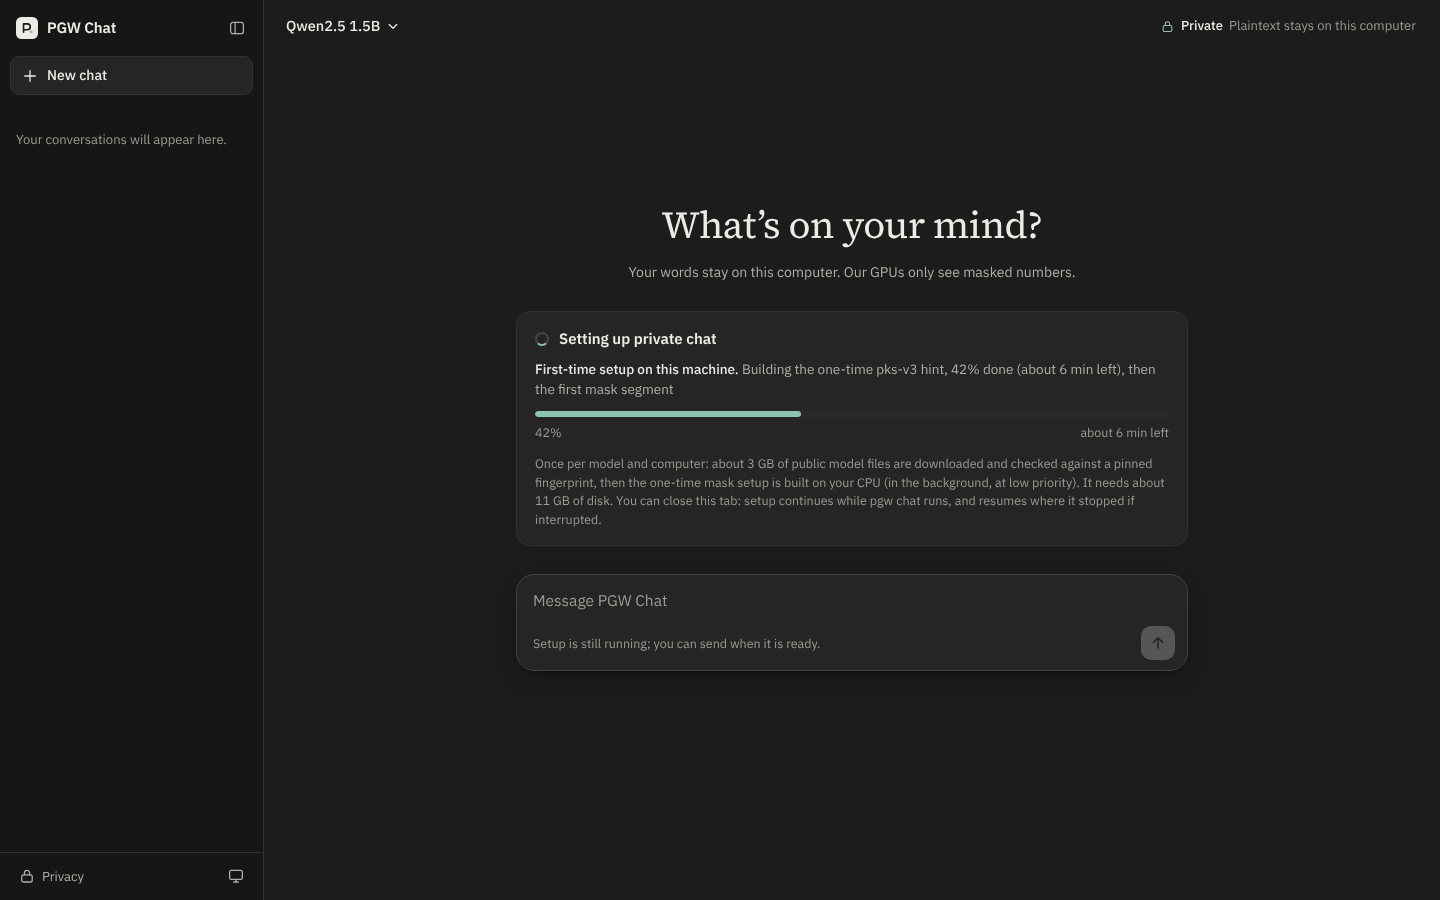 PGW Chat
New chat
Your conversations will appear here.
Privacy
Qwen2.5 1.5B
Private Plaintext stays on this computer
What's on your mind?
Your words stay on this computer. Our GPUs only see masked numbers.
Setting up private chat
First-time setup on this machine. Building the one-time pks-v3 hint, 42% done (about 6 min left), then
the first mask segment
42%
about 6 min left
Once per model and computer: about 3 GB of public model files are downloaded and checked against a pinned
fingerprint, then the one-time mask setup is built on your CPU (in the background, at low priority). It needs about
11 GB of disk. You can close this tab: setup continues while pgw chat runs, and resumes where it stopped if
interrupted.
Message PGW Chat
Setup is still running; you can send when it is ready.